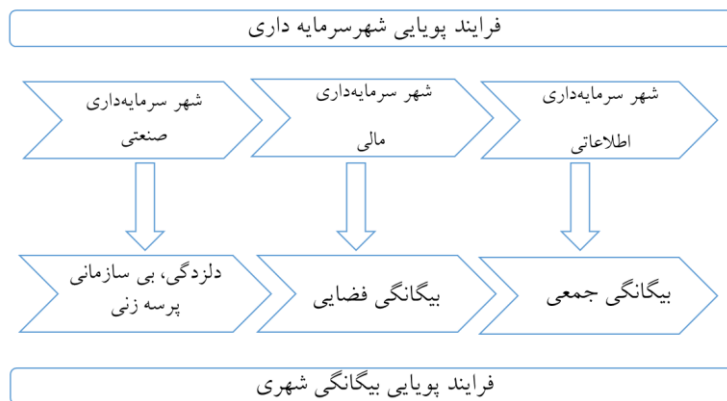 فرایند پویایی شهرسرمایه داری
شهر سرمایه‌داری
صنعتی
شهر سرمایه‌داری
مالی
شهر سرمایه‌داری
اطلاعاتی
دلزدگی، بی سازمانی
پرسه زنی
بیگانگی فضایی
بیگانگی جمعی
فرایند پویایی بیگانگی شهری